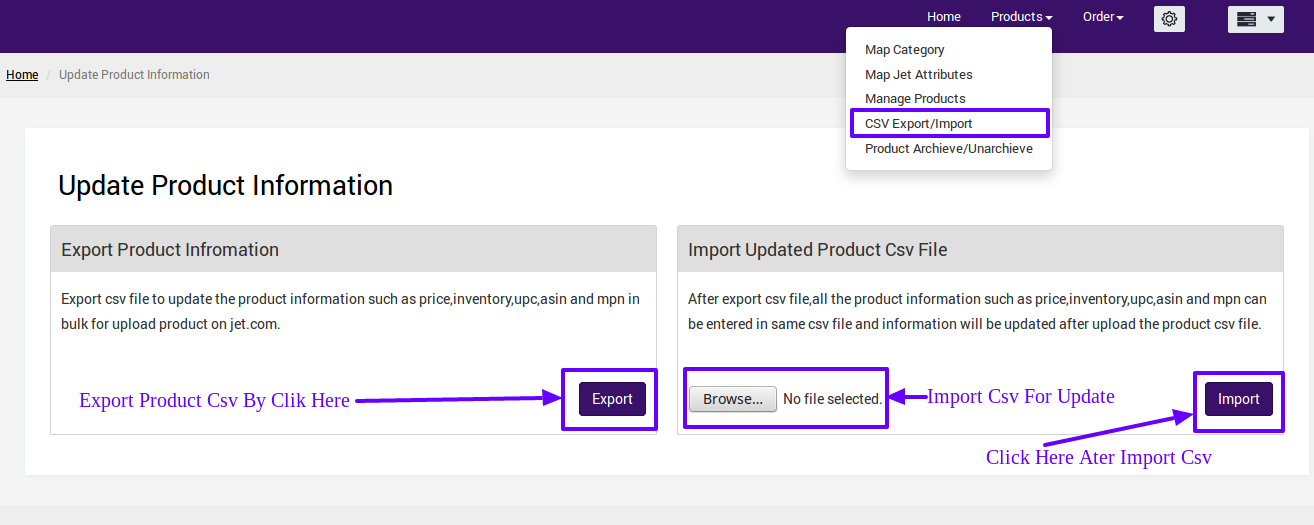 Home Products Order
Map Category
Map Jet Attributes
Manage Products
CSV Export/Import
Product Archieve/Unarchieve
Home / Update Product Information
Update Product Information
Export Product Infromation
Export csv file to update the product information such as price,inventory,upc,asin and mpn in
bulk for upload product on jet.com.
Export Product Csv By Clik Here
Export
Import Updated Product Csv File
After export csv file,all the product information such as price,inventory,upc,asin and mpn can
be entered in same csv file and information will be updated after upload the product csv file.
Browse... No file selected.
Import Csv For Update
Import
Click Here Ater Import Csv